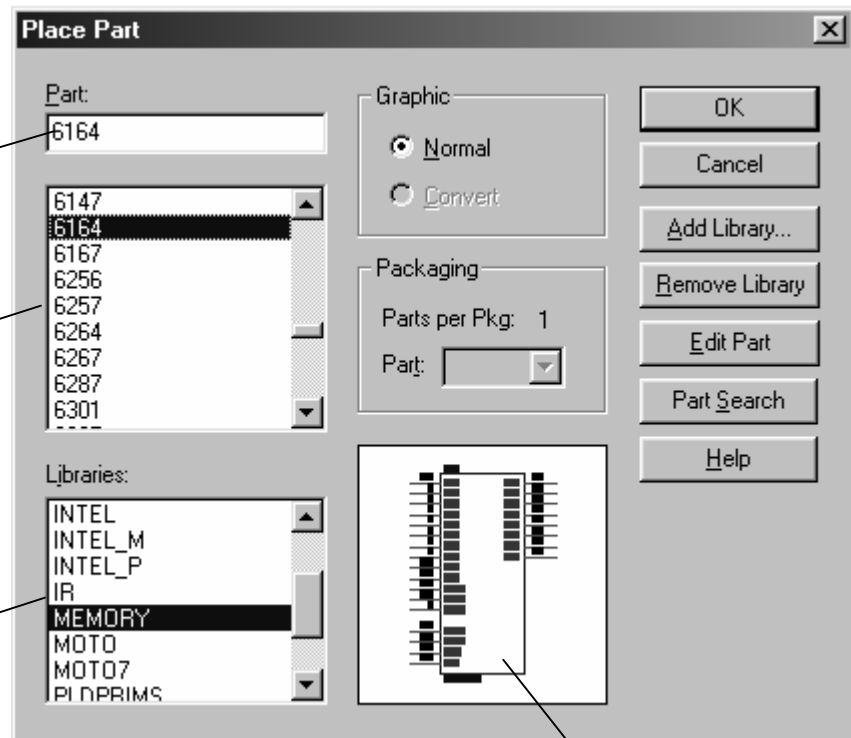 Place Part
Part:
6164
6147
6164
6167
6256
6257
6264
6267
6287
6301
Libraries:
INTEL
INTEL_M
INTEL_P
IR
MEMORY
MOTO
MOTO7
PLDPRIMS
Graphic
Normal
Convert
Packaging
Parts per Pkg: 1
Part:
OK
Cancel
Add Library...
Remove Library
Edit Part
Part Search
Help